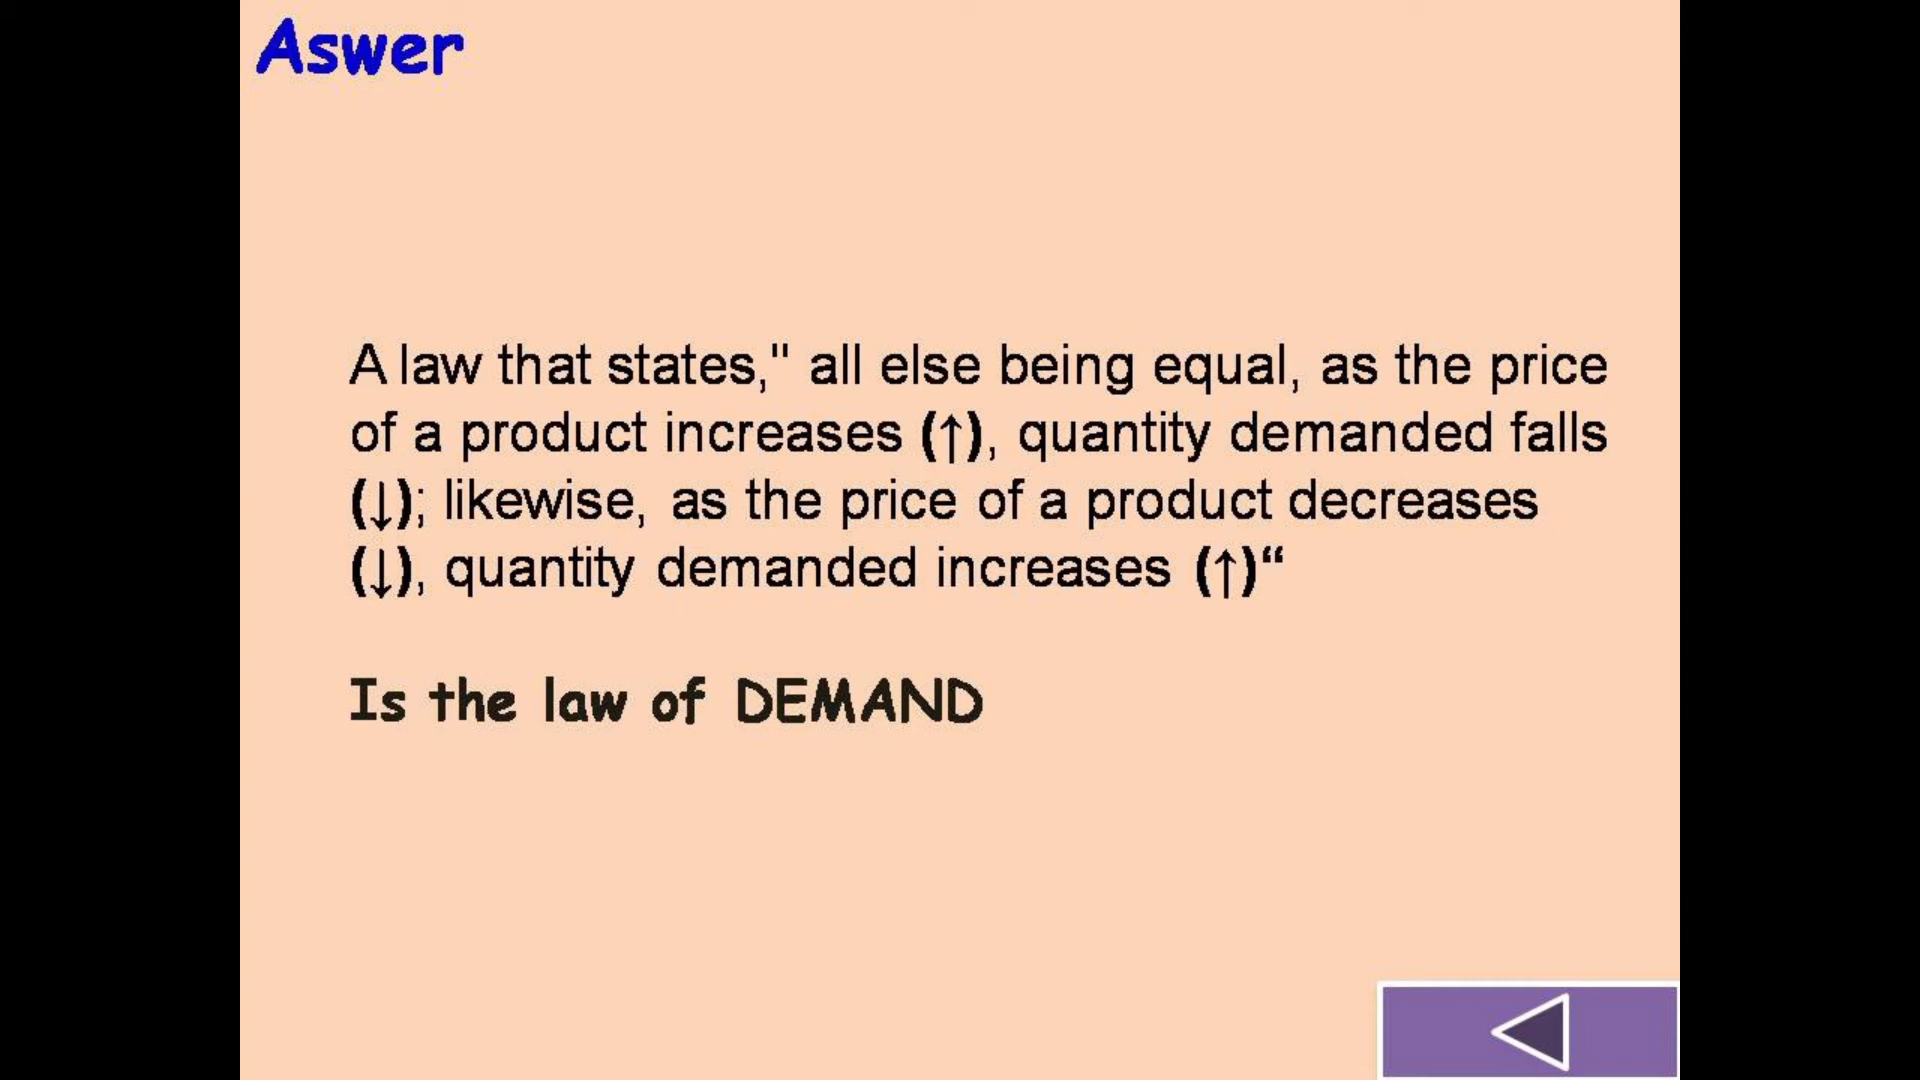 Aswer
A law that states," all else being equal, as the price
of a product increases (↑), quantity demanded falls
(↓); likewise, as the price of a product decreases
(↓), quantity demanded increases (↑)“
Is the law of DEMAND